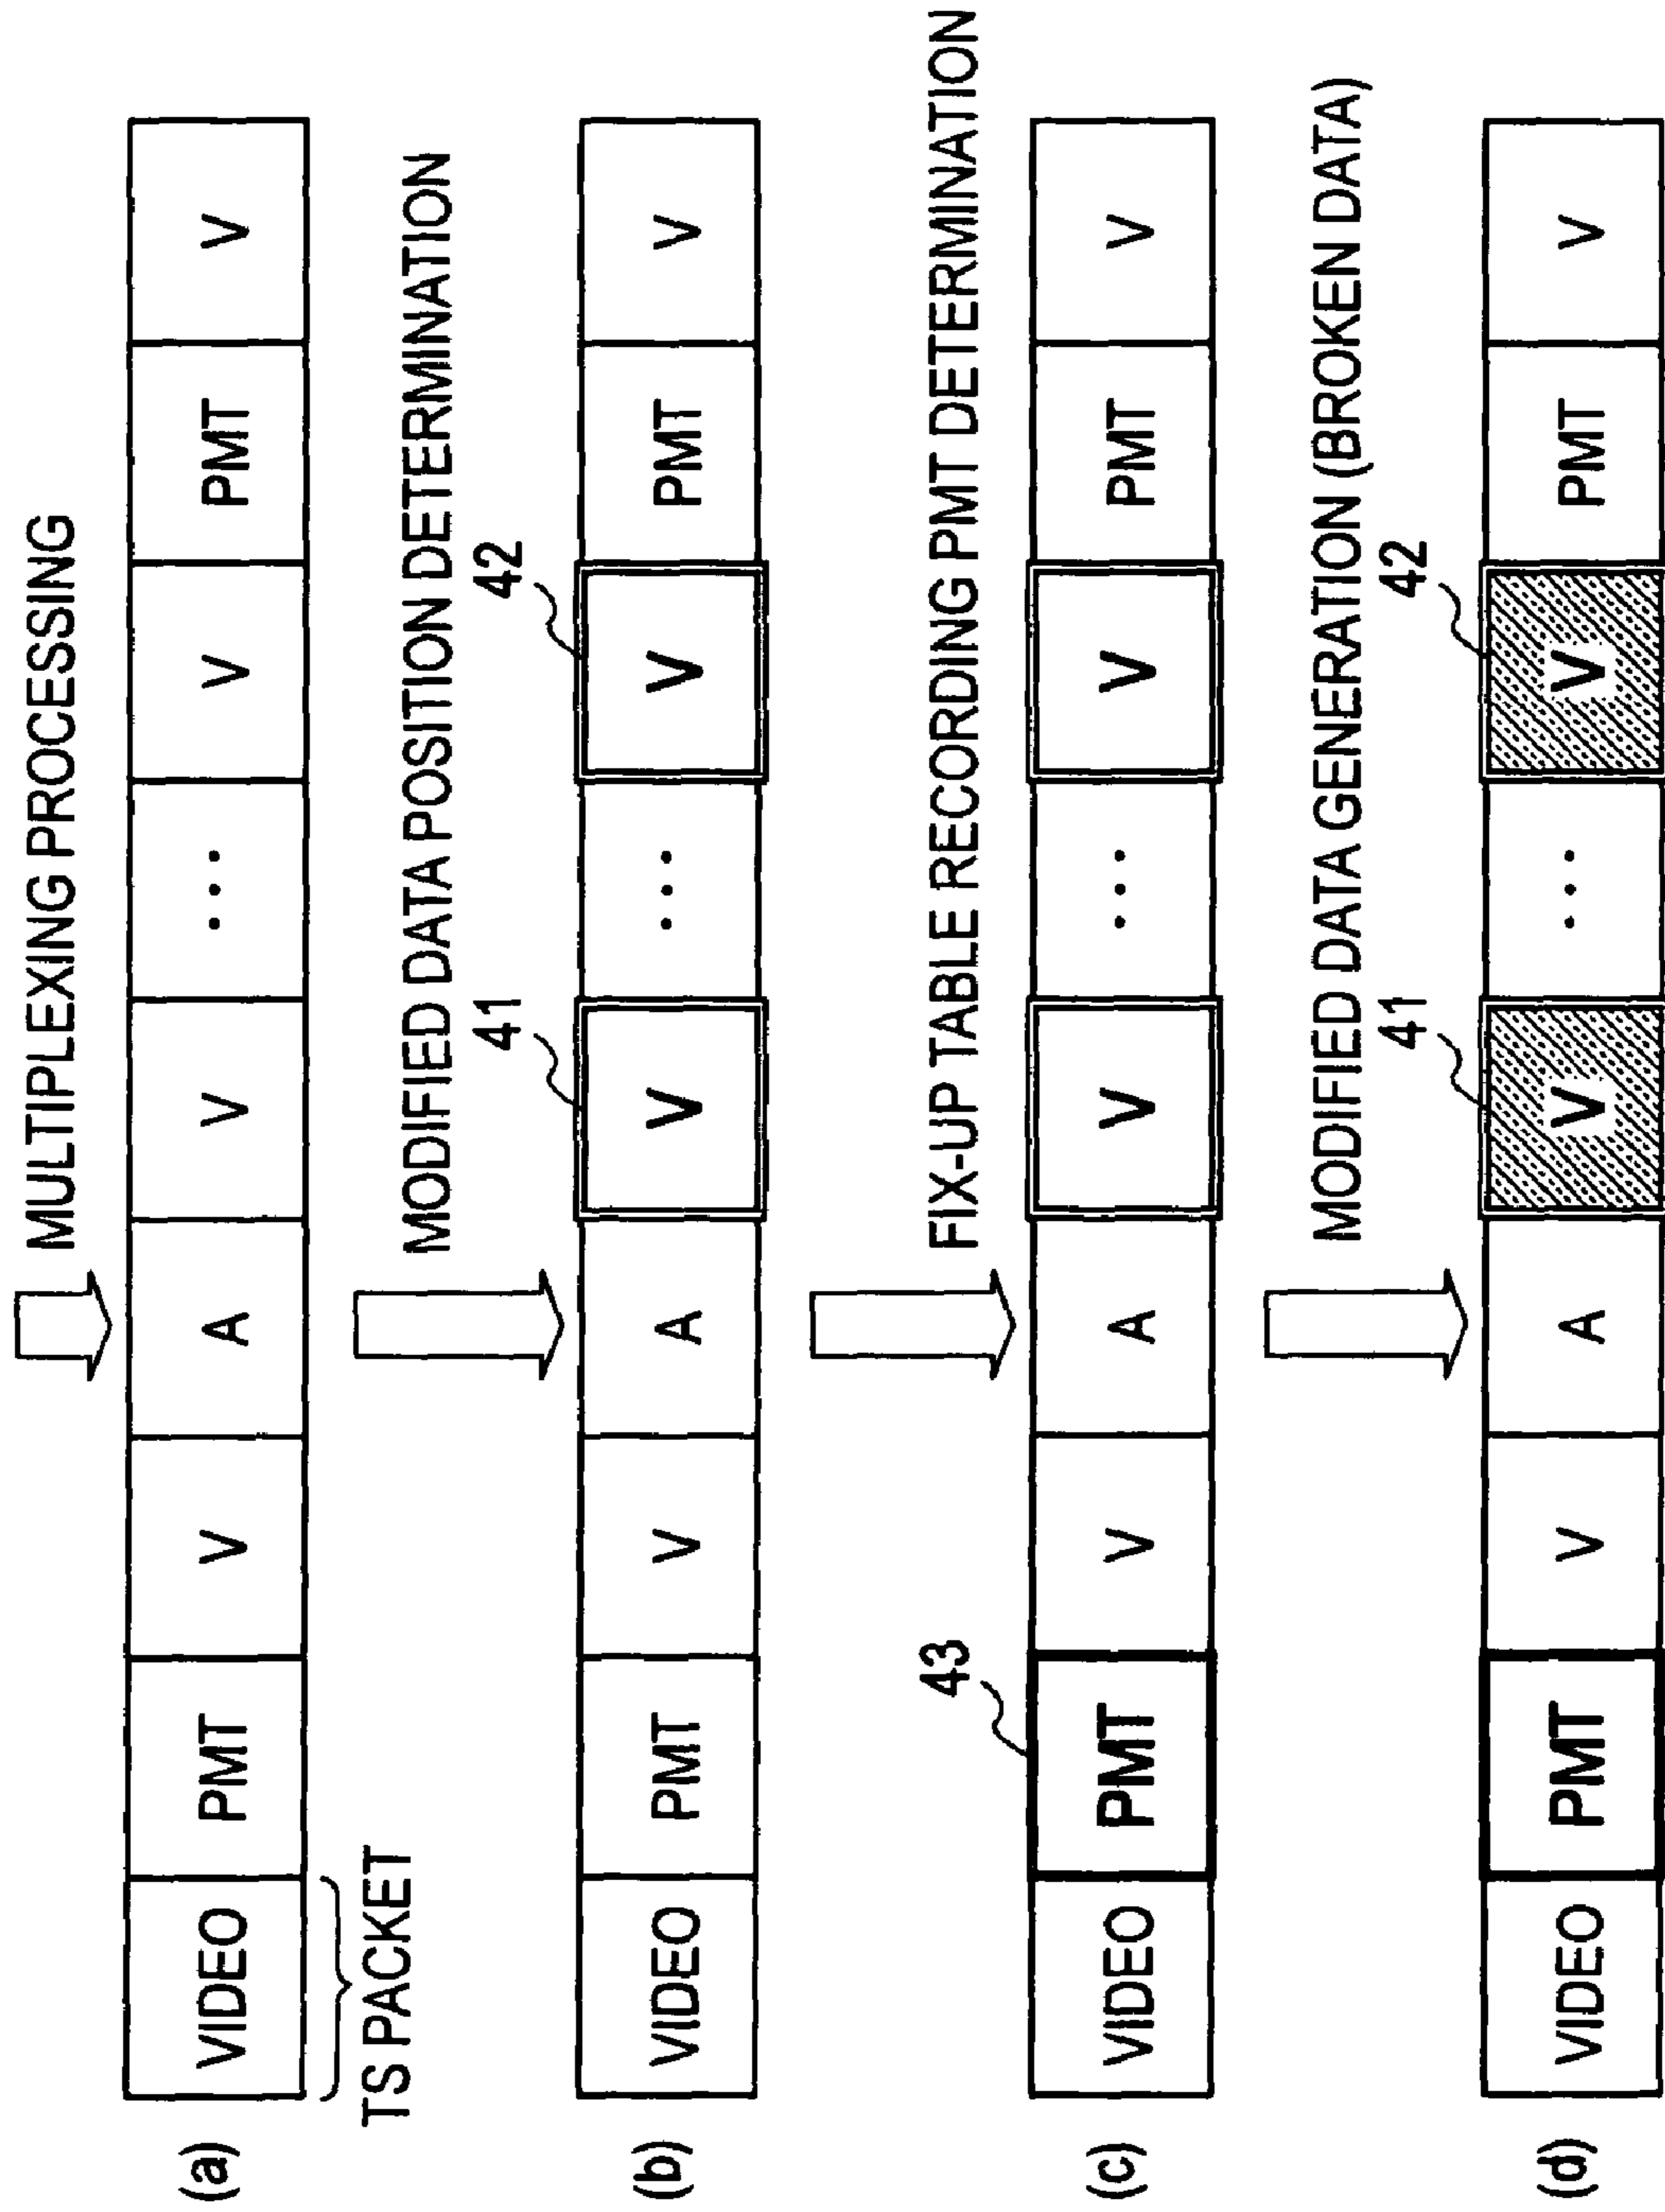 MULTIPLEXING PROCESSING
(a) VIDEO PMT V A V ... V PMT V
TS PACKET
MODIFIED DATA POSITION DETERMINATION
41 42
(b) VIDEO PMT V A V ... V PMT V
FIX-UP TABLE RECORDING PMT DETERMINATION
43
(c) VIDEO PMT V A V ... V PMT V
MODIFIED DATA GENERATION (BROKEN DATA)
41 42
(d) VIDEO PMT V A V ... V PMT V